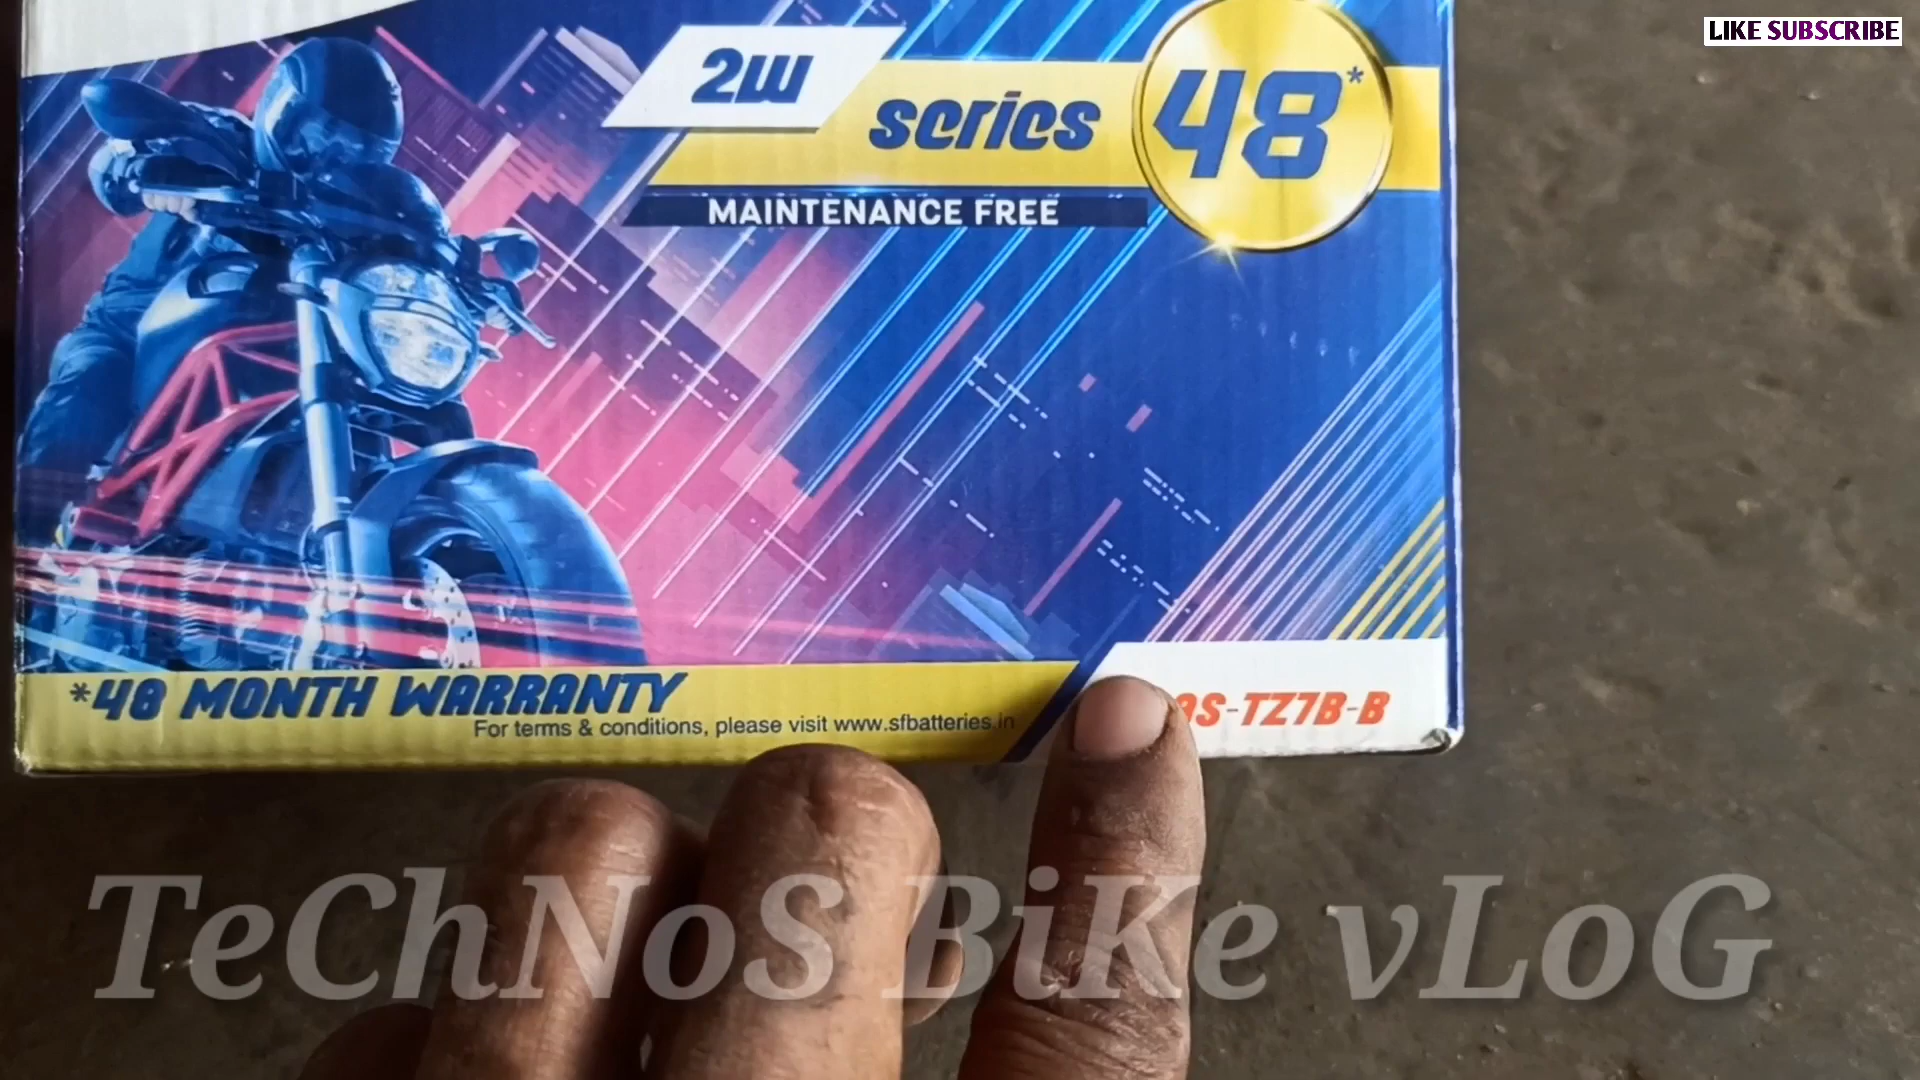 LIKE SUBSCRIBE
2W
series
48*
MAINTENANCE FREE
*48 MONTH WARRANTY
For terms & conditions, please visit www.sfbatteries.in
TeChNoS BiKe vLoG